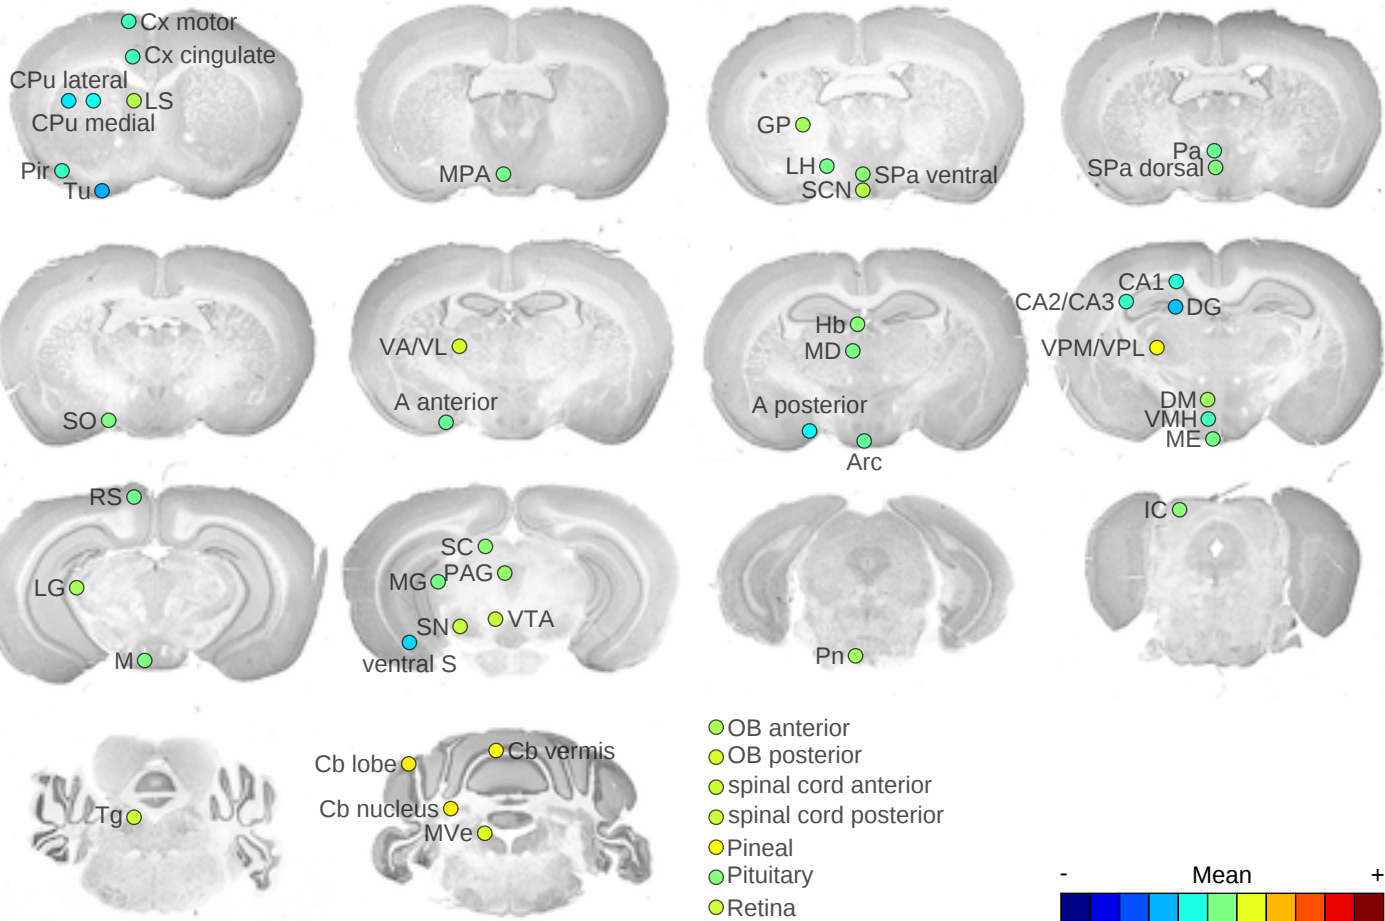 Cx motor
Cx cingulate
CPu lateral
LS
CPu medial
Pir
Tu
MPA
GP
LH
SPa ventral
SCN
Pa
SPa dorsal
SO
VA/VL
A anterior
Hb
MD
A posterior
Arc
CA1
CA2/CA3
DG
VPM/VPL
DM
VMH
ME
RS
LG
M
SC
MG
PAG
SN
VTA
ventral S
Pn
IC
Tg
Cb lobe
Cb vermis
Cb nucleus
MVe
OB anterior
OB posterior
spinal cord anterior
spinal cord posterior
Pineal
Pituitary
Retina
- Mean +